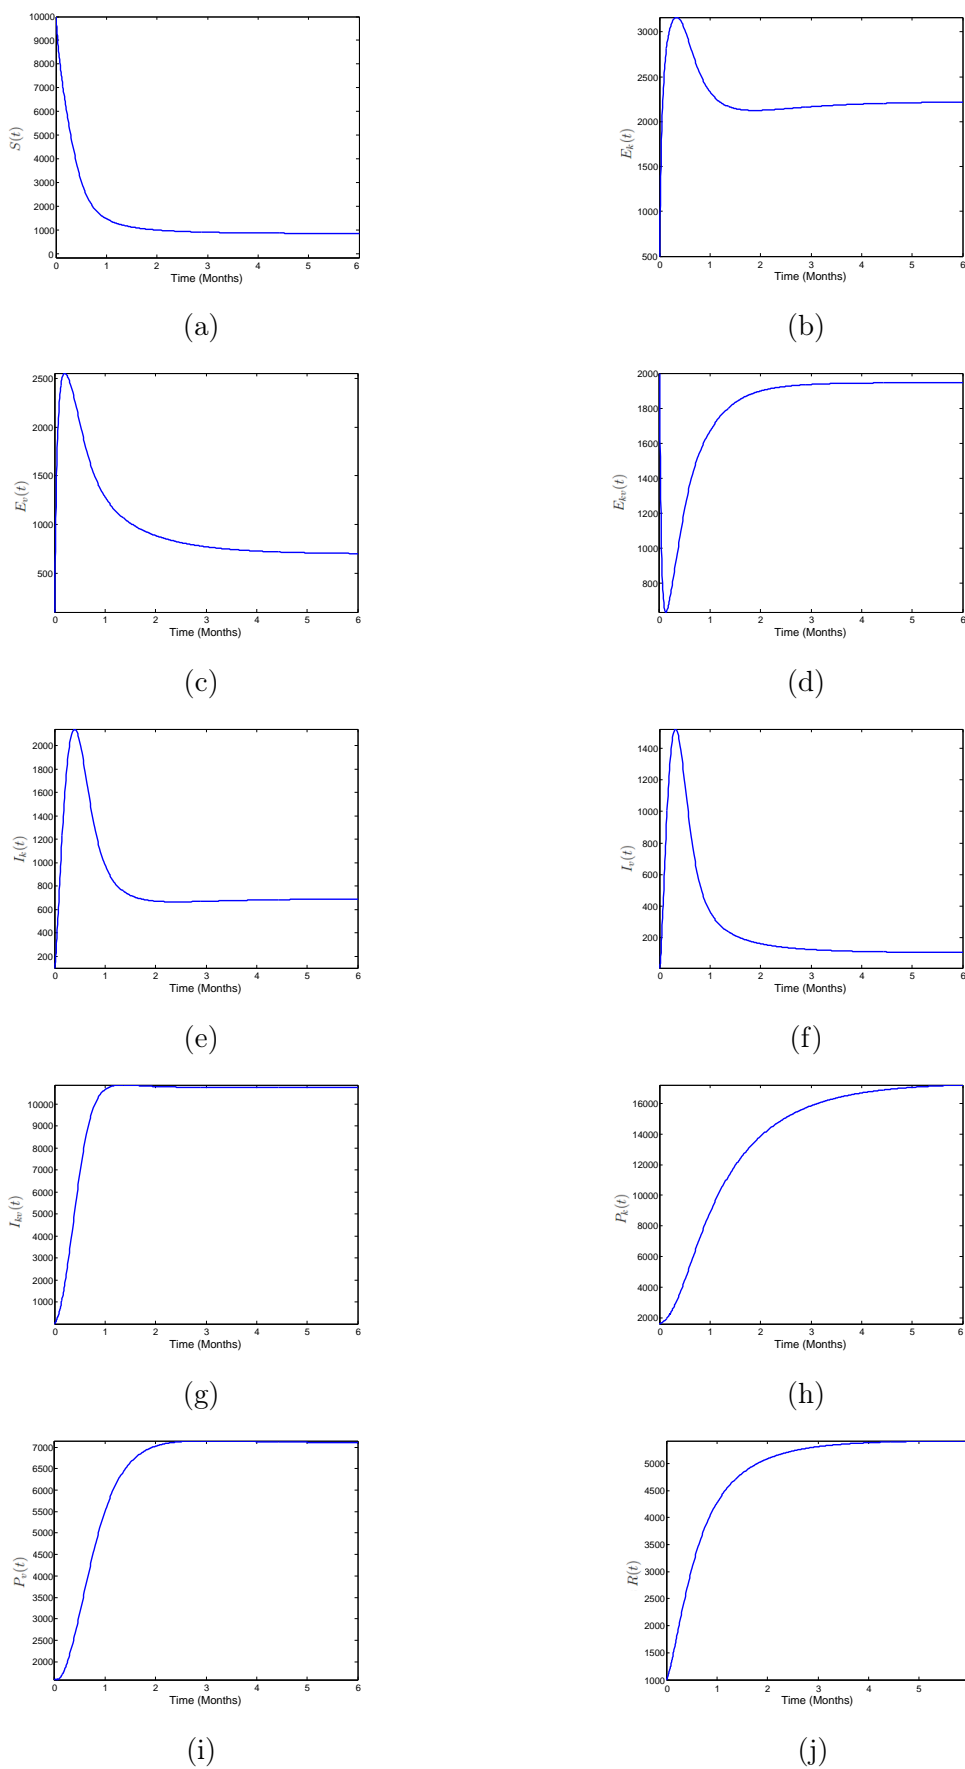 10000
9000
8000
7000
6000
5000
4000
3000
2000
1000
0
S(t)
0 1 2 3 4 5 6
Time (Months)
(a)
3000
2500
2000
1500
1000
500
E_k(t)
0 1 2 3 4 5 6
Time (Months)
(b)
2500
2000
1500
1000
500
E_v(t)
0 1 2 3 4 5 6
Time (Months)
(c)
2000
1800
1600
1400
1200
1000
800
E_{kv}(t)
0 1 2 3 4 5 6
Time (Months)
(d)
2000
1800
1600
1400
1200
1000
800
600
400
200
I_k(t)
0 1 2 3 4 5 6
Time (Months)
(e)
1400
1200
1000
800
600
400
200
I_v(t)
0 1 2 3 4 5 6
Time (Months)
(f)
10000
9000
8000
7000
6000
5000
4000
3000
2000
1000
I_{kv}(t)
0 1 2 3 4 5 6
Time (Months)
(g)
16000
14000
12000
10000
8000
6000
4000
2000
P_k(t)
0 1 2 3 4 5 6
Time (Months)
(h)
7000
6500
6000
5500
5000
4500
4000
3500
3000
2500
2000
P_v(t)
0 1 2 3 4 5 6
Time (Months)
(i)
5000
4500
4000
3500
3000
2500
2000
1500
1000
R(t)
0 1 2 3 4 5
Time (Months)
(j)